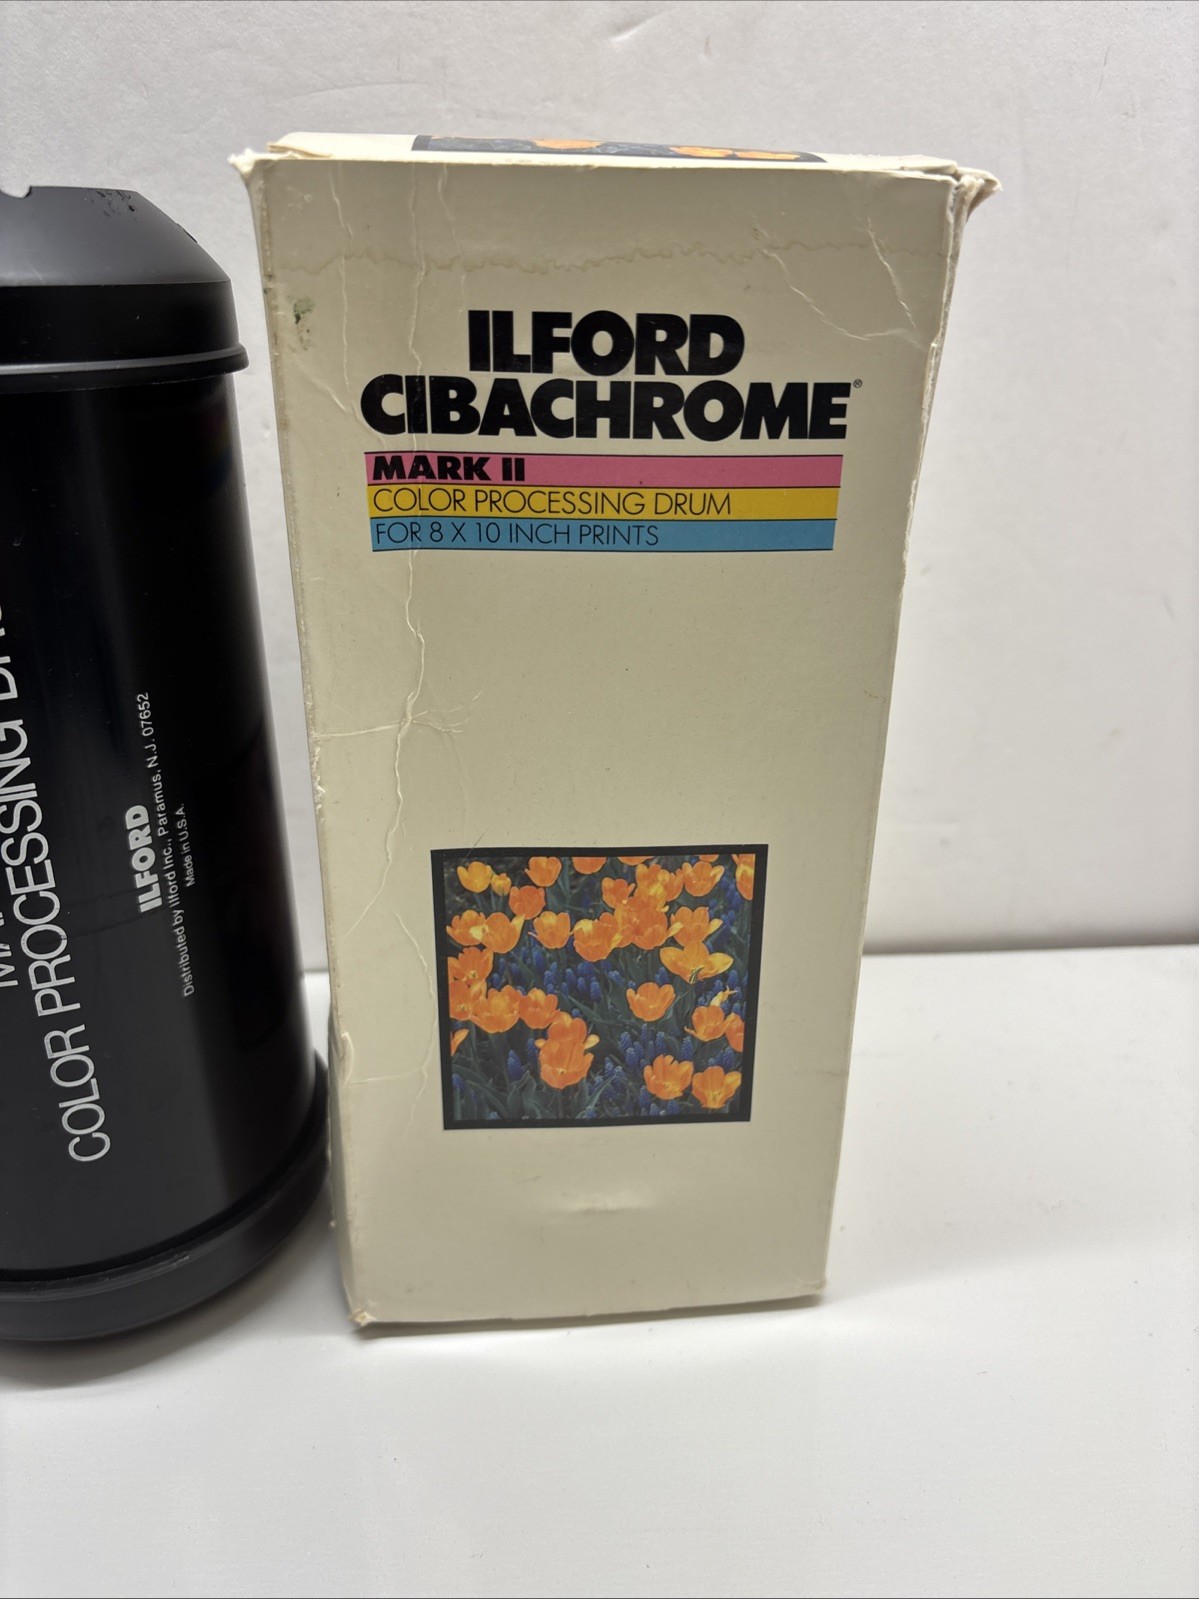 ILFORD
CIBACHROME®
MARK II
COLOR PROCESSING DRUM
FOR 8 X 10 INCH PRINTS
COLOR PROCESSING
ILFORD
Distributed by Ilford Inc., Paramus, N.J. 07652
Made in U.S.A.